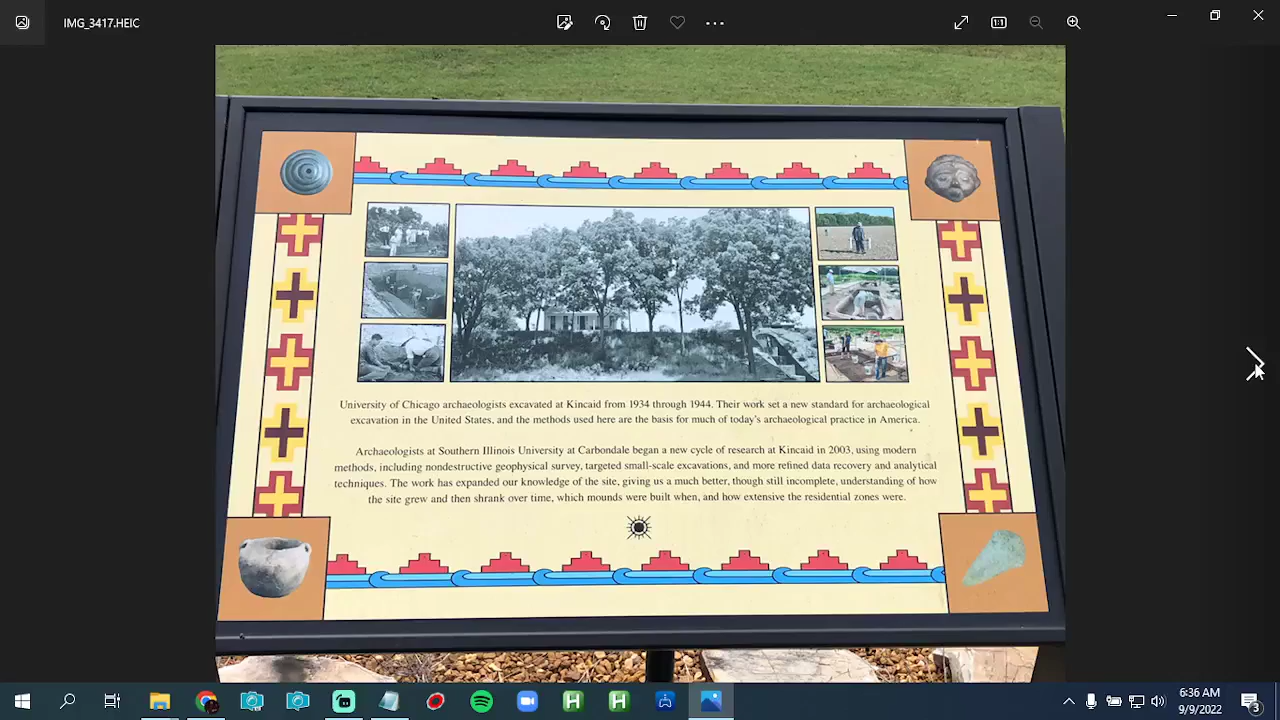 IMG_3417.HEIC
University of Chicago archaeologists excavated at Kincaid from 1934 through 1944. Their work set a new standard for archaeological
excavation in the United States, and the methods used here are the basis for much of today's archaeological practice in America.
Archaeologists at Southern Illinois University at Carbondale began a new cycle of research at Kincaid in 2003, using modern
methods, including nondestructive geophysical survey, targeted small-scale excavations, and more refined data recovery and analytical
techniques. The work has expanded our knowledge of the site, giving us a much better, though still incomplete, understanding of how
the site grew and then shrank over time, which mounds were built when, and how extensive the residential zones were.
6:36 AM
9/9/2022
3